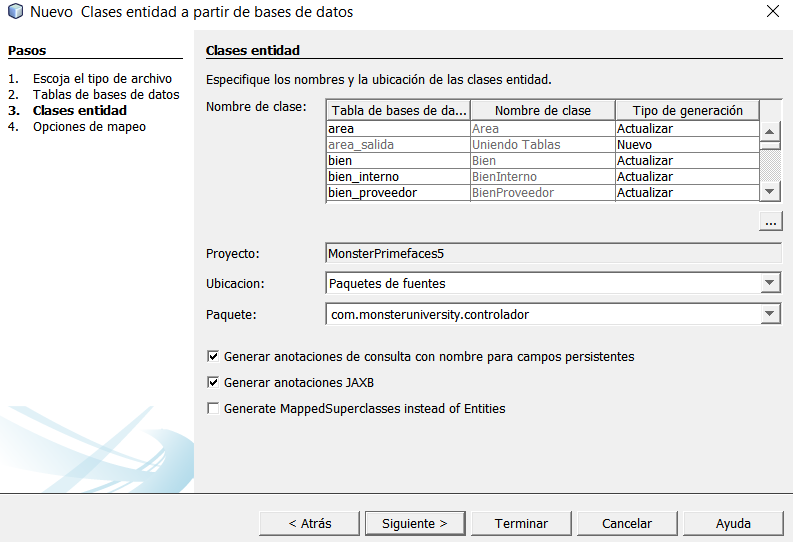 Nuevo  Clases entidad a partir de bases de datos
Pasos
1. Escoja el tipo de archivo
2. Tablas de bases de datos
3. Clases entidad
4. Opciones de mapeo
Clases entidad
Especifique los nombres y la ubicación de las clases entidad.
Nombre de clase:
Tabla de bases de da... Nombre de clase Tipo de generación
area Area Actualizar
area_salida Uniendo Tablas Nuevo
bien Bien Actualizar
bien_interno BienInterno Actualizar
bien_proveedor BienProveedor Actualizar
...
Proyecto: MonsterPrimefaces5
Ubicacion: Paquetes de fuentes
Paquete: com.monsteruniversity.controlador
Generar anotaciones de consulta con nombre para campos persistentes
Generar anotaciones JAXB
Generate MappedSuperclasses instead of Entities
< Atrás Siguiente > Terminar Cancelar Ayuda